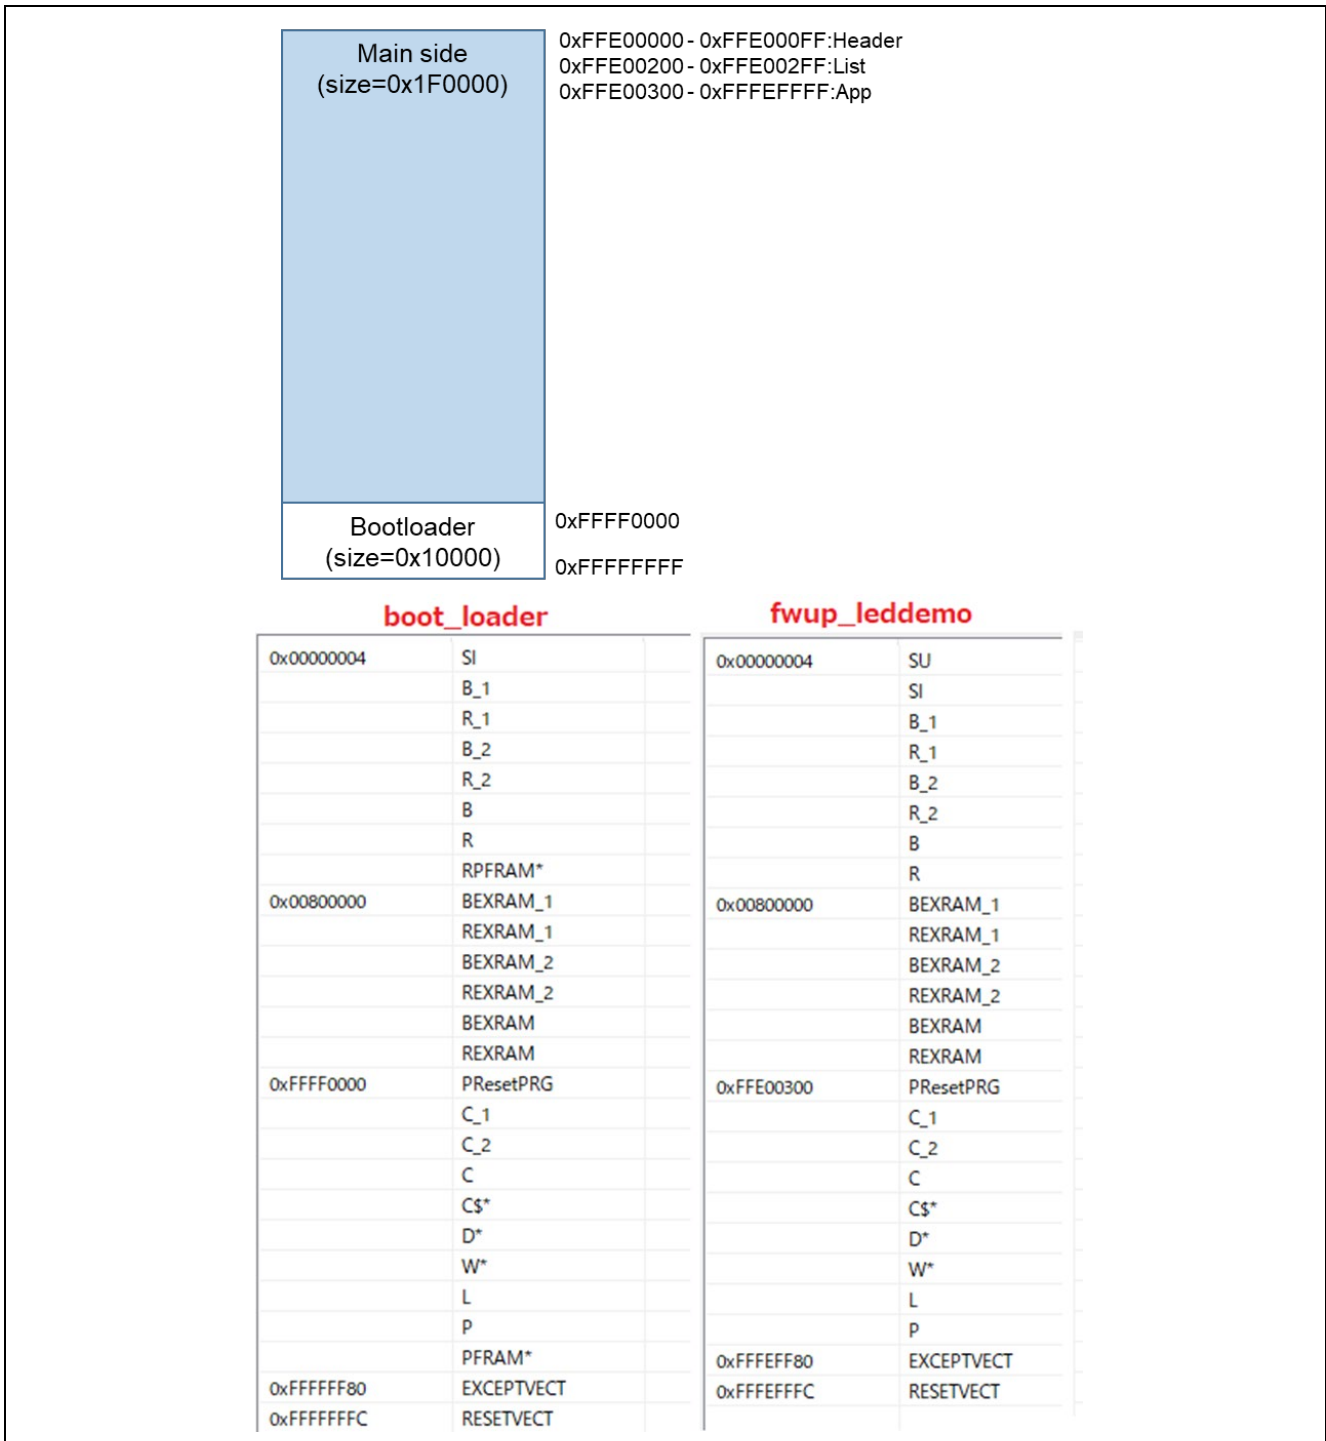 Main side
(size=0x1F0000)
0xFFE00000 - 0xFFE000FF:Header
0xFFE00200 - 0xFFE002FF:List
0xFFE00300 - 0xFFFEFFFF:App
Bootloader
(size=0x10000)
0xFFFF0000
0xFFFFFFFF
boot_loader
0x00000004 SI
B_1
R_1
B_2
R_2
B
R
RPFRAM*
0x00800000 BEXRAM_1
REXRAM_1
BEXRAM_2
REXRAM_2
BEXRAM
REXRAM
0xFFFF0000 PResetPRG
C_1
C_2
C
C$*
D*
W*
L
P
PFRAM*
0xFFFFFF80 EXCEPTVECT
0xFFFFFFFC RESETVECT
fwup_leddemo
0x00000004 SU
SI
B_1
R_1
B_2
R_2
B
R
0x00800000 BEXRAM_1
REXRAM_1
BEXRAM_2
REXRAM_2
BEXRAM
REXRAM
0xFFE00300 PResetPRG
C_1
C_2
C
C$*
D*
W*
L
P
0xFFFEFF80 EXCEPTVECT
0xFFFEFFFC RESETVECT